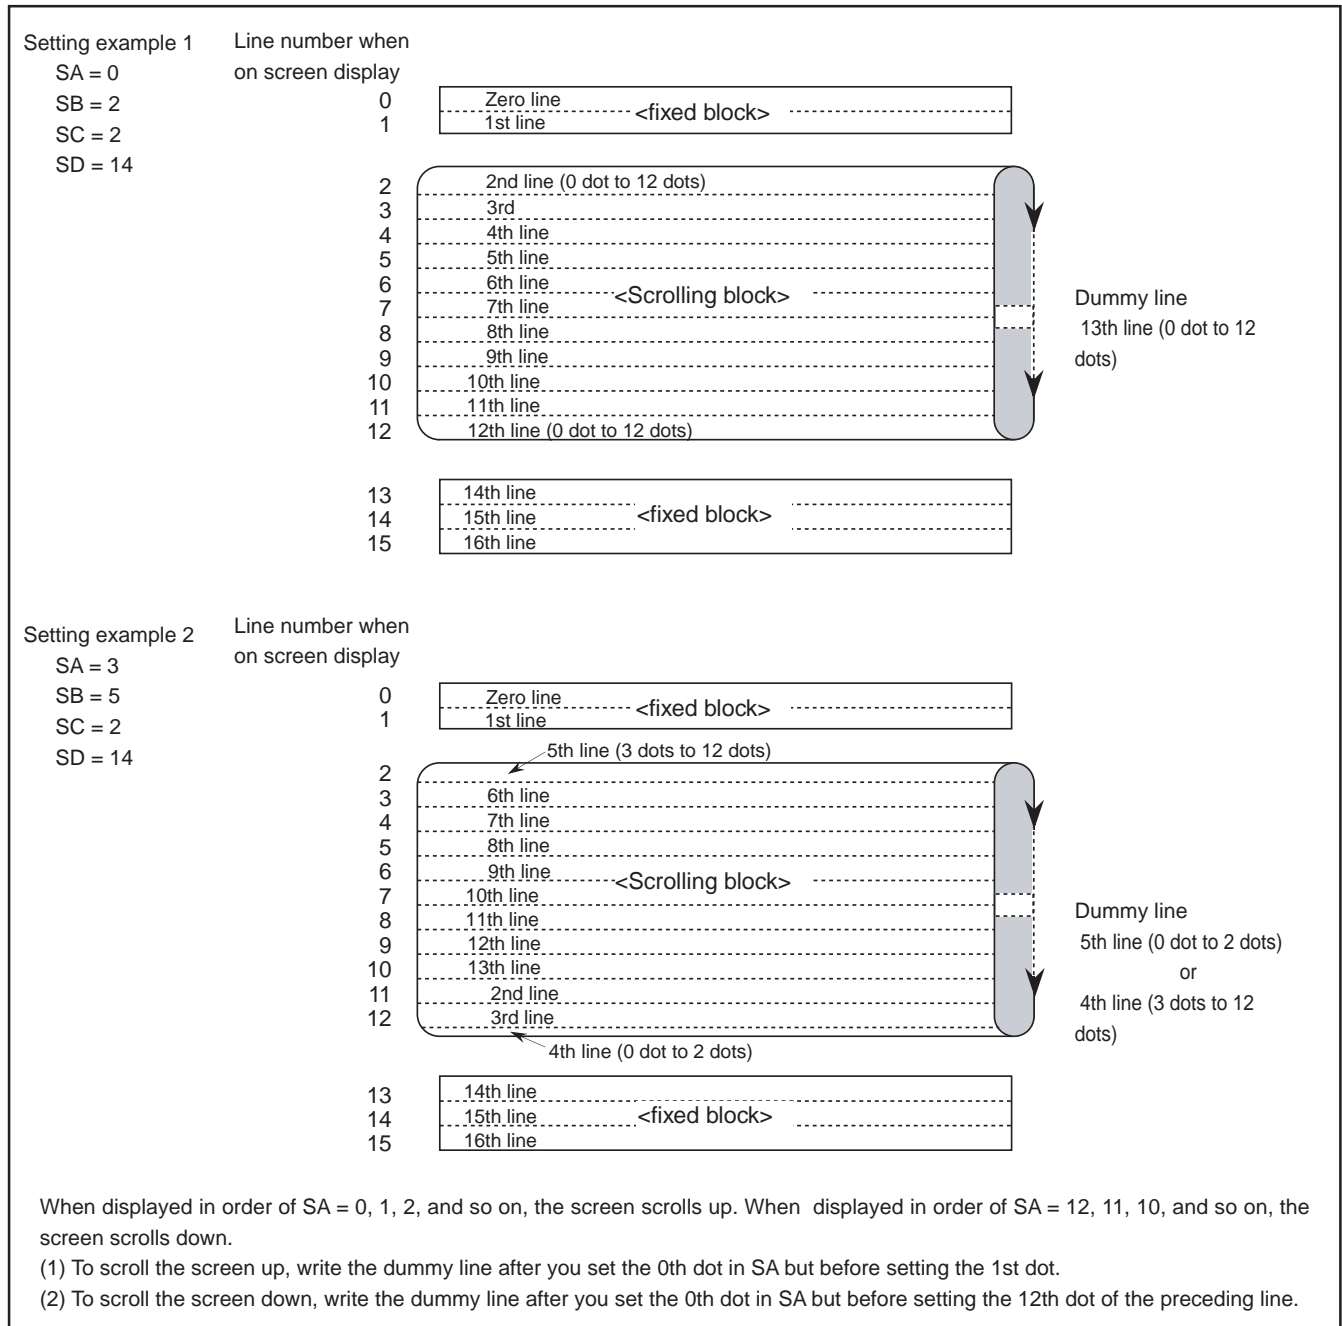 Setting example 1
SA = 0
SB = 2
SC = 2
SD = 14
Line number when
on screen display
0 Zero line
<fixed block>
1 1st line
2 2nd line (0 dot to 12 dots)
3 3rd
4 4th line
5 5th line
6 6th line
<Scrolling block>
7 7th line
8 8th line
9 9th line
10 10th line
11 11th line
12 12th line (0 dot to 12 dots)
Dummy line
13th line (0 dot to 12
dots)
13 14th line
14 15th line <fixed block>
15 16th line
Setting example 2
SA = 3
SB = 5
SC = 2
SD = 14
Line number when
on screen display
0 Zero line
<fixed block>
1 1st line
5th line (3 dots to 12 dots)
2
3 6th line
4 7th line
5 8th line
6 9th line
<Scrolling block>
7 10th line
8 11th line
9 12th line
10 13th line
11 2nd line
12 3rd line
4th line (0 dot to 2 dots)
Dummy line
5th line (0 dot to 2 dots)
or
4th line (3 dots to 12
dots)
13 14th line
14 15th line <fixed block>
15 16th line
When displayed in order of SA = 0, 1, 2, and so on, the screen scrolls up. When displayed in order of SA = 12, 11, 10, and so on, the
screen scrolls down.
(1) To scroll the screen up, write the dummy line after you set the 0th dot in SA but before setting the 1st dot.
(2) To scroll the screen down, write the dummy line after you set the 0th dot in SA but before setting the 12th dot of the preceding line.